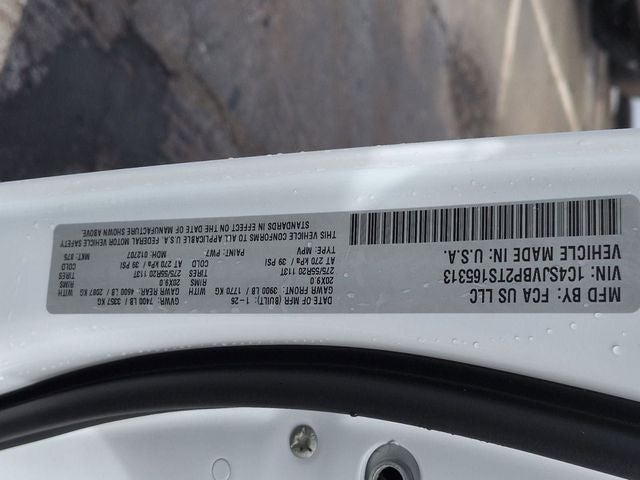 MFD BY: FCA US LLC
VIN: 1C4SJVBP2TS165313
VEHICLE MADE IN U.S.A.
DATE OF MFR (BUILT): 1-26
GVWR: 7400 LB | 3357 KG
GAWR FRONT: 3900 LB | 1770 KG
GAWR REAR: 4600 LB | 2087 KG
20X9.0 RIMS 20X9.0
275/55R20 113T TIRES 275/55R20 113T
AT 270 kPa 39 PSI COLD AT 270 kPa 39 PSI
TIRES
RIMS
COLD
TYPE: MPV PAINT: PW7 MDH: 012707 MKT: 875
THIS VEHICLE CONFORMS TO ALL APPLICABLE U.S.A. FEDERAL MOTOR VEHICLE SAFETY
STANDARDS IN EFFECT ON THE DATE OF MANUFACTURE SHOWN ABOVE.